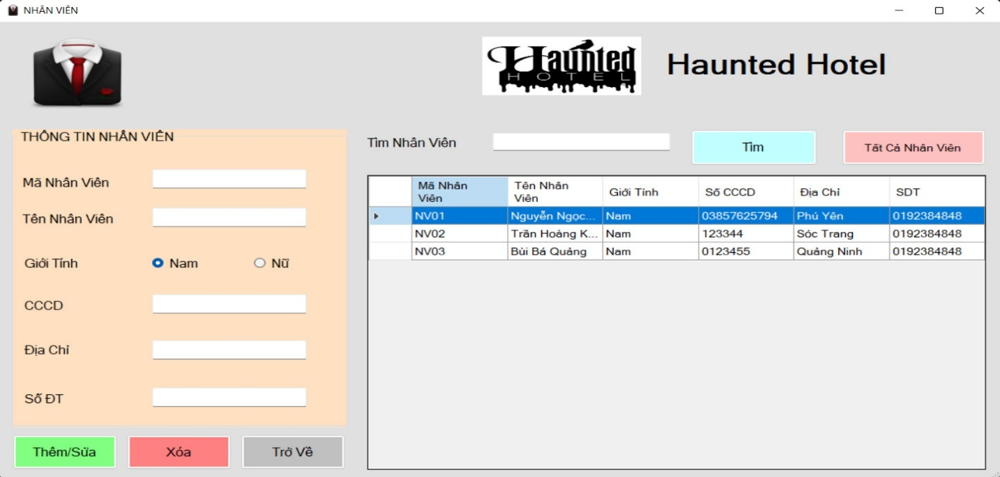 NHÂN VIÊN
Haunted
HOTEL
Haunted Hotel
THÔNG TIN NHÂN VIÊN
Mã Nhân Viên
Tên Nhân Viên
Giới Tính Nam Nữ
CCCD
Địa Chỉ
Số ĐT
Thêm/Sửa Xóa Trở Về
Tìm Nhân Viên Tìm Tất Cả Nhân Viên
Mã Nhân Viên Tên Nhân Viên Giới Tính Số CCCD Địa Chỉ SDT
NV01 Nguyễn Ngọc... Nam 03857625794 Phú Yên 0192384848
NV02 Trần Hoàng K... Nam 123344 Sóc Trang 0192384848
NV03 Bùi Bá Quảng Nam 0123455 Quảng Ninh 0192384848